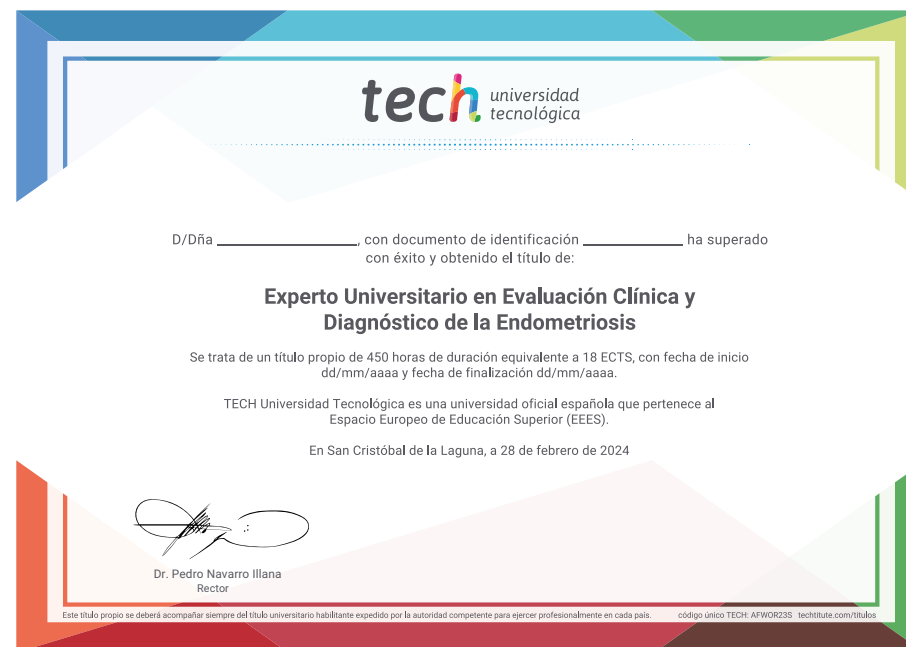 tech universidad
tecnológica
D/Dña ____________________, con documento de identificación ______________ ha superado
con éxito y obtenido el título de:
Experto Universitario en Evaluación Clínica y
Diagnóstico de la Endometriosis
Se trata de un título propio de 450 horas de duración equivalente a 18 ECTS, con fecha de inicio
dd/mm/aaaa y fecha de finalización dd/mm/aaaa.
TECH Universidad Tecnológica es una universidad oficial española que pertenece al
Espacio Europeo de Educación Superior (EEES).
En San Cristóbal de la Laguna, a 28 de febrero de 2024
Dr. Pedro Navarro Illana
Rector
Este título propio se deberá acompañar siempre del título universitario habilitante expedido por la autoridad competente para ejercer profesionalmente en cada país. código único TECH: AFWOR23S techtitute.com/titulos